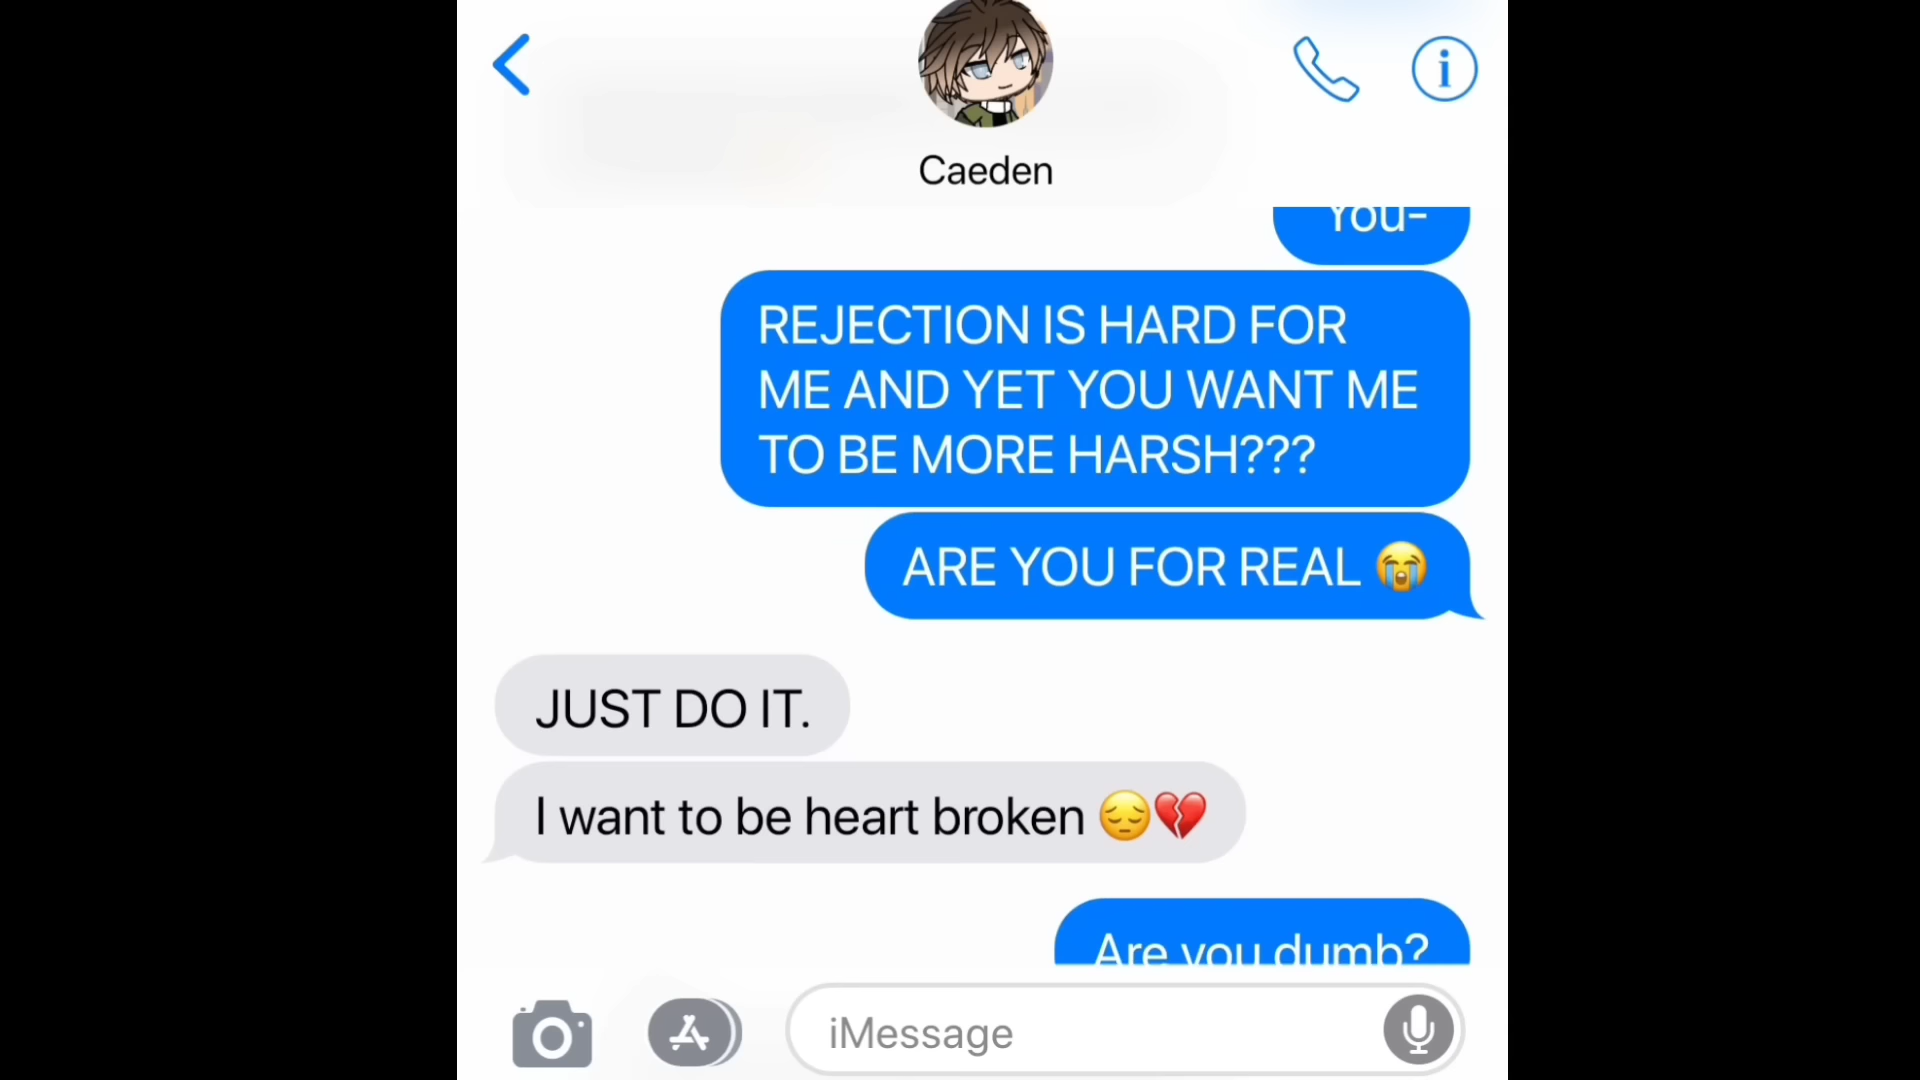 Caeden
You-
REJECTION IS HARD FOR
ME AND YET YOU WANT ME
TO BE MORE HARSH???
ARE YOU FOR REAL 😭
JUST DO IT.
I want to be heart broken 😔💔
Are you dumb?
iMessage